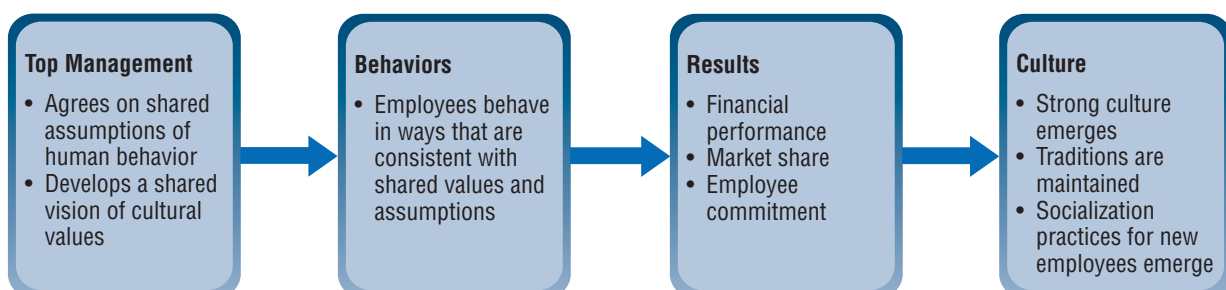 Top Management
• Agrees on shared
assumptions of
human behavior
• Develops a shared
vision of cultural
values
Behaviors
• Employees behave
in ways that are
consistent with
shared values and
assumptions
Results
• Financial
performance
• Market share
• Employee
commitment
Culture
• Strong culture
emerges
• Traditions are
maintained
• Socialization
practices for new
employees emerge